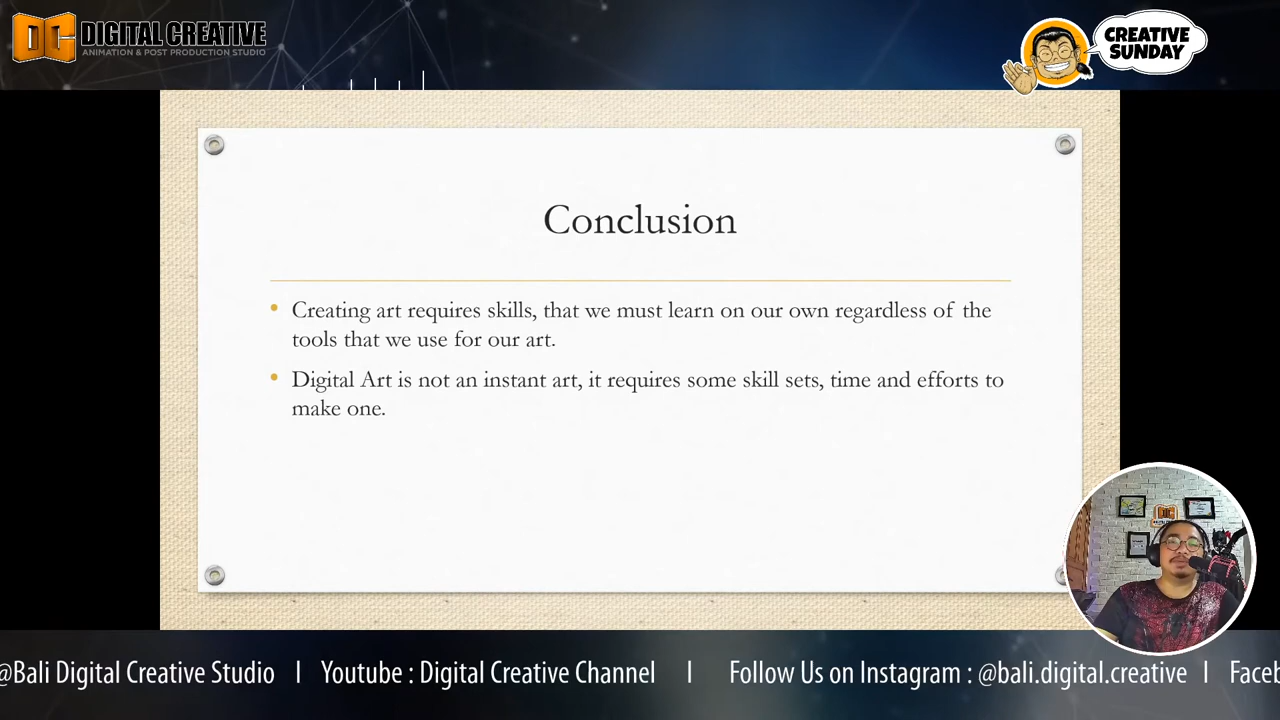 DC DIGITAL CREATIVE
ANIMATION & POST PRODUCTION STUDIO
CREATIVE
SUNDAY
Conclusion
• Creating art requires skills, that we must learn on our own regardless of the
tools that we use for our art.
• Digital Art is not an instant art, it requires some skill sets, time and efforts to
make one.
@Bali Digital Creative Studio I Youtube : Digital Creative Channel I Follow Us on Instagram : @bali.digital.creative I Faceb